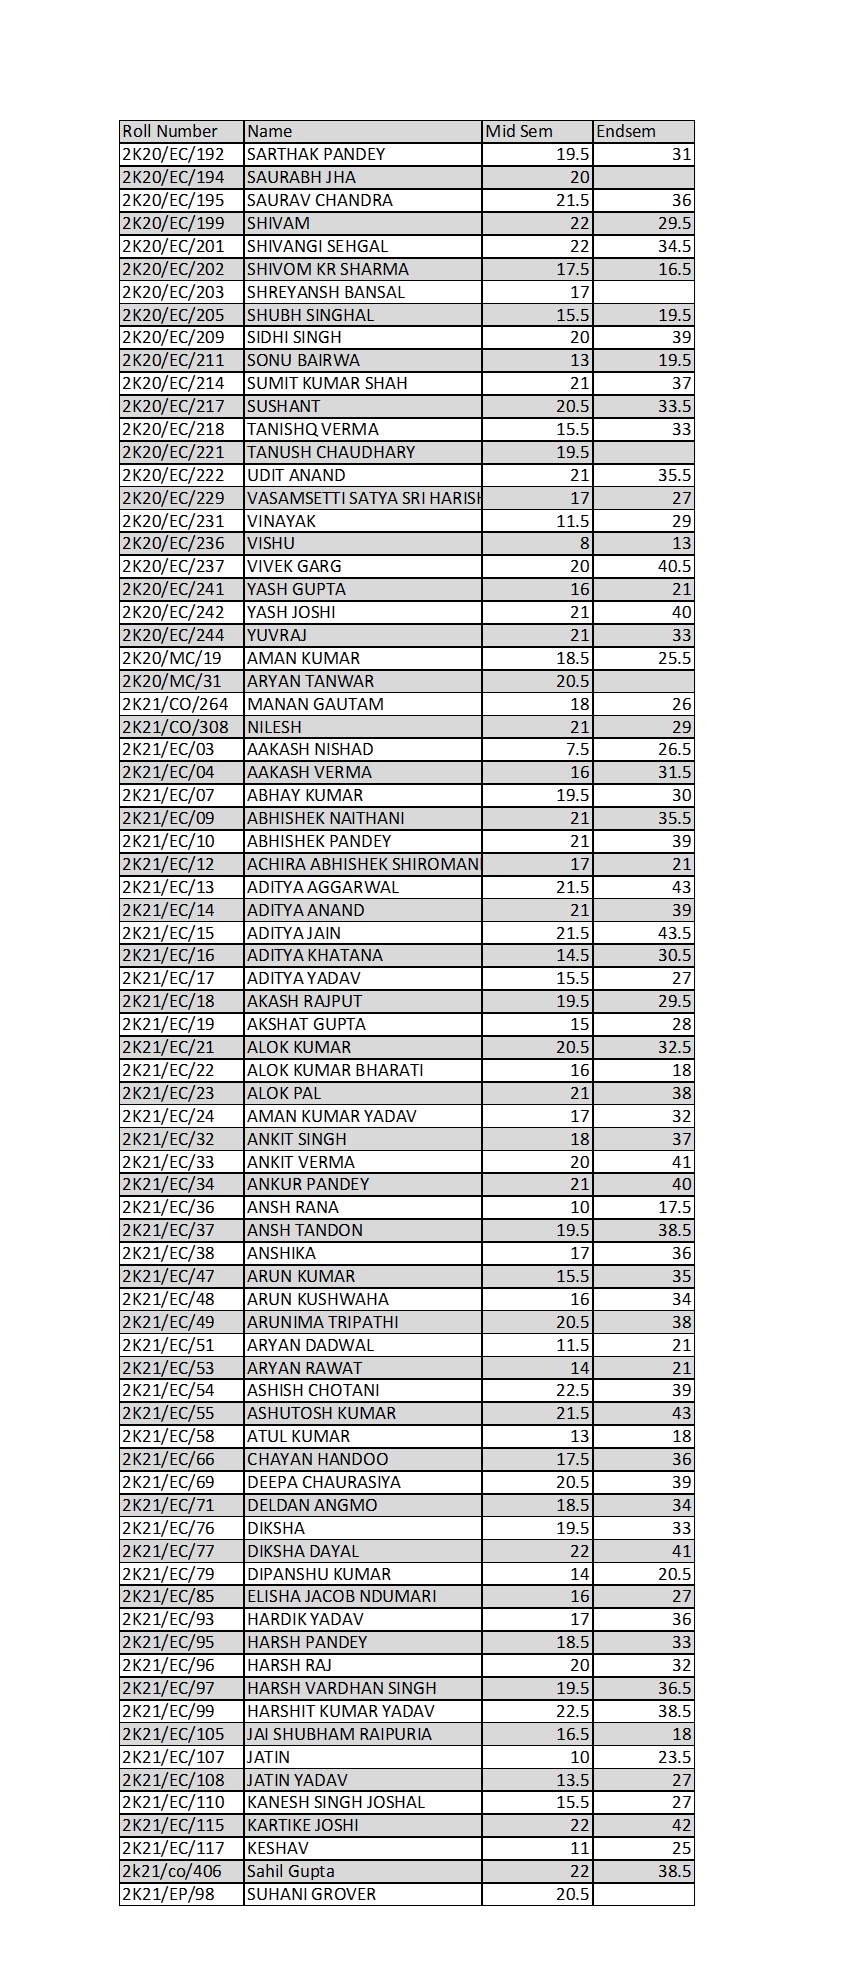 Roll Number Name Mid Sem Endsem
2K20/EC/192 SARTHAK PANDEY 19.5 31
2K20/EC/194 SAURABH JHA 20
2K20/EC/195 SAURAV CHANDRA 21.5 36
2K20/EC/199 SHIVAM 22 29.5
2K20/EC/201 SHIVANGI SEHGAL 22 34.5
2K20/EC/202 SHIVOM KR SHARMA 17.5 16.5
2K20/EC/203 SHREYANSH BANSAL 17
2K20/EC/205 SHUBH SINGHAL 15.5 19.5
2K20/EC/209 SIDHI SINGH 20 39
2K20/EC/211 SONU BAIRWA 13 19.5
2K20/EC/214 SUMIT KUMAR SHAH 21 37
2K20/EC/217 SUSHANT 20.5 33.5
2K20/EC/218 TANISHQ VERMA 15.5 33
2K20/EC/221 TANUSH CHAUDHARY 19.5
2K20/EC/222 UDIT ANAND 21 35.5
2K20/EC/229 VASAMSETTI SATYA SRI HARISH 17 27
2K20/EC/231 VINAYAK 11.5 29
2K20/EC/236 VISHU 8 13
2K20/EC/237 VIVEK GARG 20 40.5
2K20/EC/241 YASH GUPTA 16 21
2K20/EC/242 YASH JOSHI 21 40
2K20/EC/244 YUVRAJ 21 33
2K20/MC/19 AMAN KUMAR 18.5 25.5
2K20/MC/31 ARYAN TANWAR 20.5
2K21/CO/264 MANAN GAUTAM 18 26
2K21/CO/308 NILESH 21 29
2K21/EC/03 AAKASH NISHAD 7.5 26.5
2K21/EC/04 AAKASH VERMA 16 31.5
2K21/EC/07 ABHAY KUMAR 19.5 30
2K21/EC/09 ABHISHEK NAITHANI 21 35.5
2K21/EC/10 ABHISHEK PANDEY 21 39
2K21/EC/12 ACHIRA ABHISHEK SHIROMANI 17 21
2K21/EC/13 ADITYA AGGARWAL 21.5 43
2K21/EC/14 ADITYA ANAND 21 39
2K21/EC/15 ADITYA JAIN 21.5 43.5
2K21/EC/16 ADITYA KHATANA 14.5 30.5
2K21/EC/17 ADITYA YADAV 15.5 27
2K21/EC/18 AKASH RAJPUT 19.5 29.5
2K21/EC/19 AKSHAT GUPTA 15 28
2K21/EC/21 ALOK KUMAR 20.5 32.5
2K21/EC/22 ALOK KUMAR BHARATI 16 18
2K21/EC/23 ALOK PAL 21 38
2K21/EC/24 AMAN KUMAR YADAV 17 32
2K21/EC/32 ANKIT SINGH 18 37
2K21/EC/33 ANKIT VERMA 20 41
2K21/EC/34 ANKUR PANDEY 21 40
2K21/EC/36 ANSH RANA 10 17.5
2K21/EC/37 ANSH TANDON 19.5 38.5
2K21/EC/38 ANSHIKA 17 36
2K21/EC/47 ARUN KUMAR 15.5 35
2K21/EC/48 ARUN KUSHWAHA 16 34
2K21/EC/49 ARUNIMA TRIPATHI 20.5 38
2K21/EC/51 ARYAN DADWAL 11.5 21
2K21/EC/53 ARYAN RAWAT 14 21
2K21/EC/54 ASHISH CHOTANI 22.5 39
2K21/EC/55 ASHUTOSH KUMAR 21.5 43
2K21/EC/58 ATUL KUMAR 13 18
2K21/EC/66 CHAYAN HANDOO 17.5 36
2K21/EC/69 DEEPA CHAURASIYA 20.5 39
2K21/EC/71 DELDAN ANGMO 18.5 34
2K21/EC/76 DIKSHA 19.5 33
2K21/EC/77 DIKSHA DAYAL 22 41
2K21/EC/79 DIPANSHU KUMAR 14 20.5
2K21/EC/85 ELISHA JACOB NDUMARI 16 27
2K21/EC/93 HARDIK YADAV 17 36
2K21/EC/95 HARSH PANDEY 18.5 33
2K21/EC/96 HARSH RAJ 20 32
2K21/EC/97 HARSH VARDHAN SINGH 19.5 36.5
2K21/EC/99 HARSHIT KUMAR YADAV 22.5 38.5
2K21/EC/105 JAI SHUBHAM RAIPURIA 16.5 18
2K21/EC/107 JATIN 10 23.5
2K21/EC/108 JATIN YADAV 13.5 27
2K21/EC/110 KANESH SINGH JOSHAL 15.5 27
2K21/EC/115 KARTIKE JOSHI 22 42
2K21/EC/117 KESHAV 11 25
2k21/co/406 Sahil Gupta 22 38.5
2K21/EP/98 SUHANI GROVER 20.5